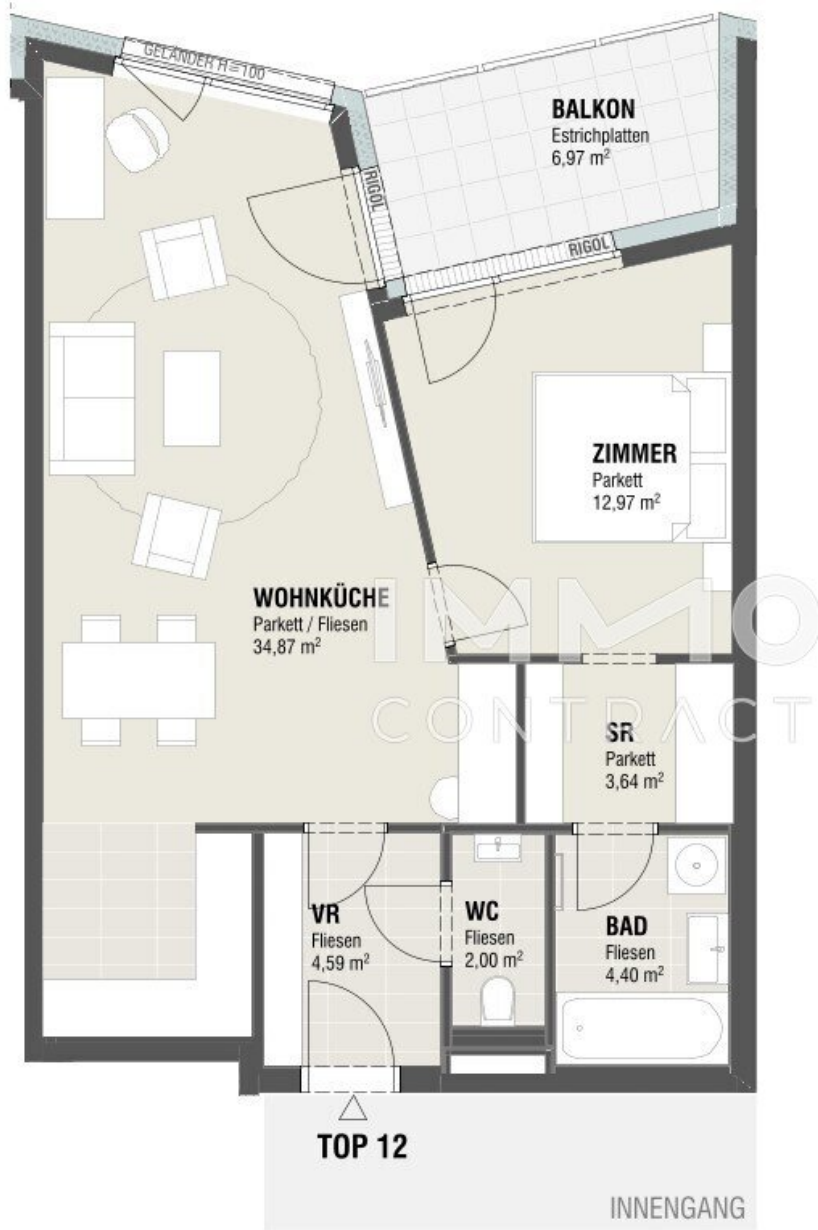 GELÄNDER H=100
BALKON
Estrichplatten
6,97 m²
RIGOL
RIGOL
ZIMMER
Parkett
12,97 m²
WOHNKÜCHE
Parkett / Fliesen
34,87 m²
IMMO
CONTRACT
SR
Parkett
3,64 m²
VR
Fliesen
4,59 m²
WC
Fliesen
2,00 m²
BAD
Fliesen
4,40 m²
TOP 12
INNENGANG